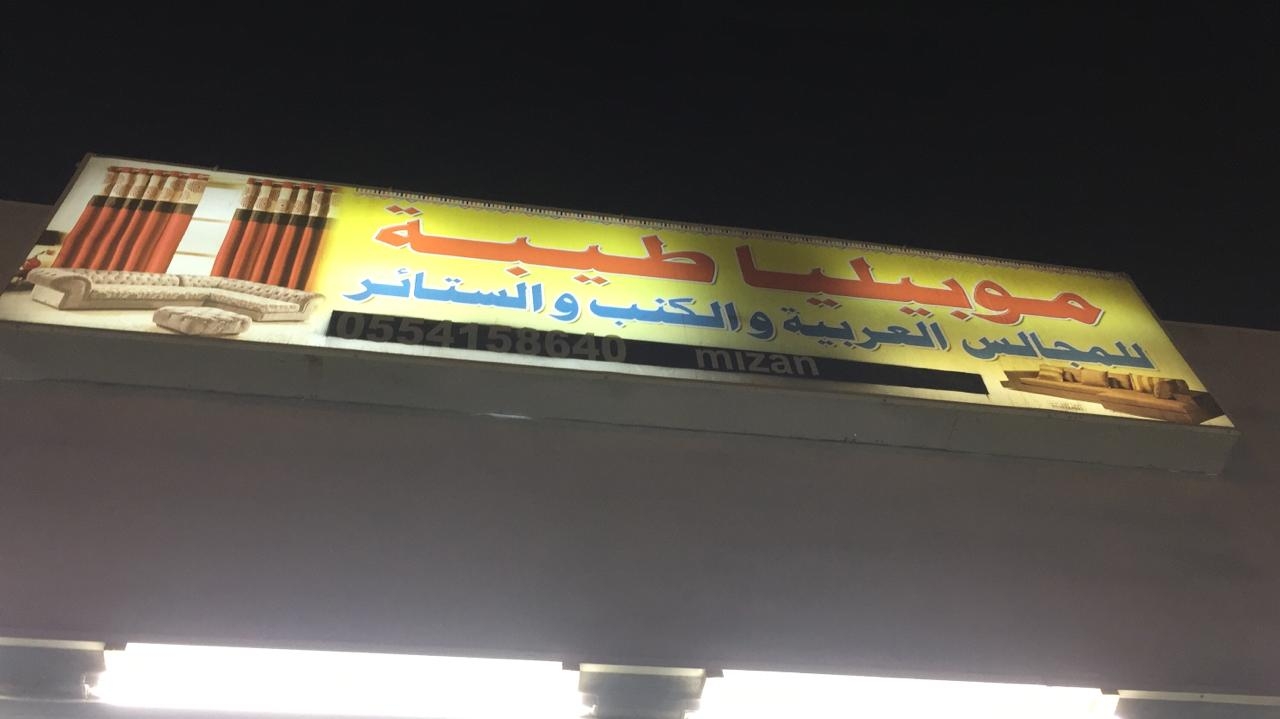 موبيليا طيبة
للمجالس العربية والكنب والستائر
0554158640 mizan